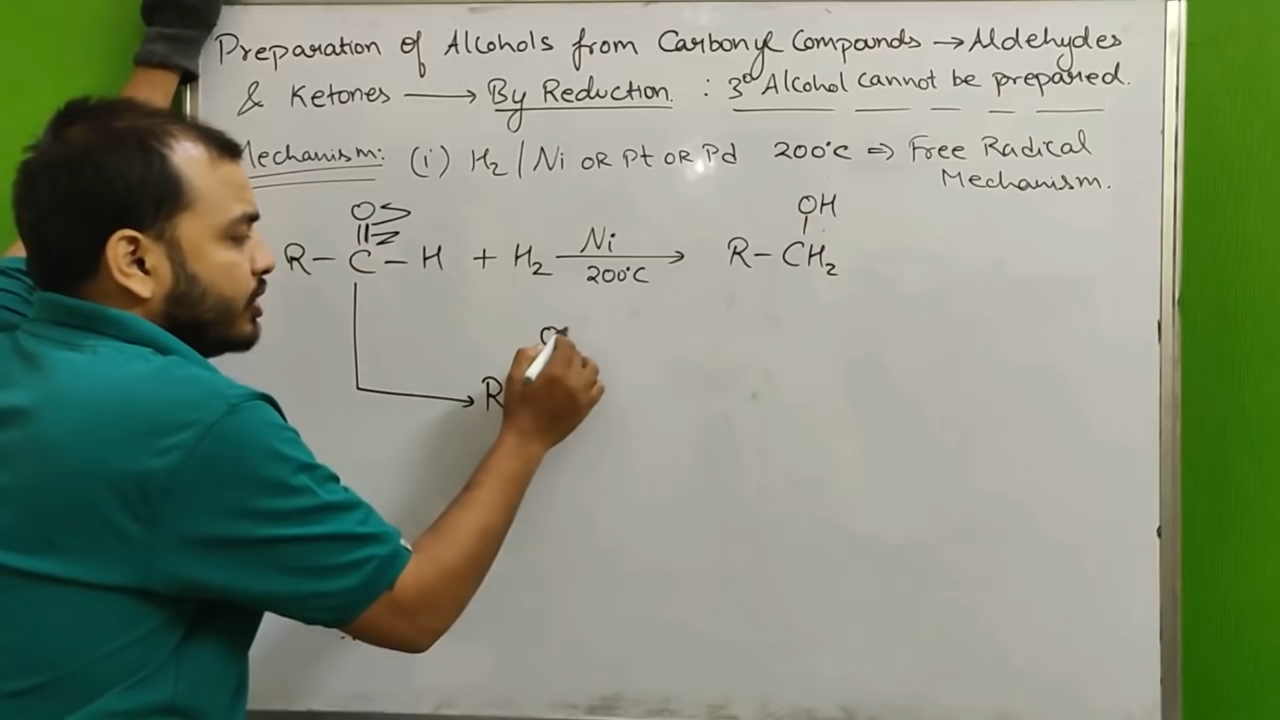 Preparation of Alcohols from Carbonyl Compounds → Aldehydes
& Ketones ⟶ By Reduction. : 3° Alcohol cannot be prepared.
Mechanism: (i) H₂ / Ni OR Pt OR Pd 200°C ⇒ Free Radical
Mechanism.
O OH
||
R – C – H + H₂ Ni → R – CH₂
200°C
O
R